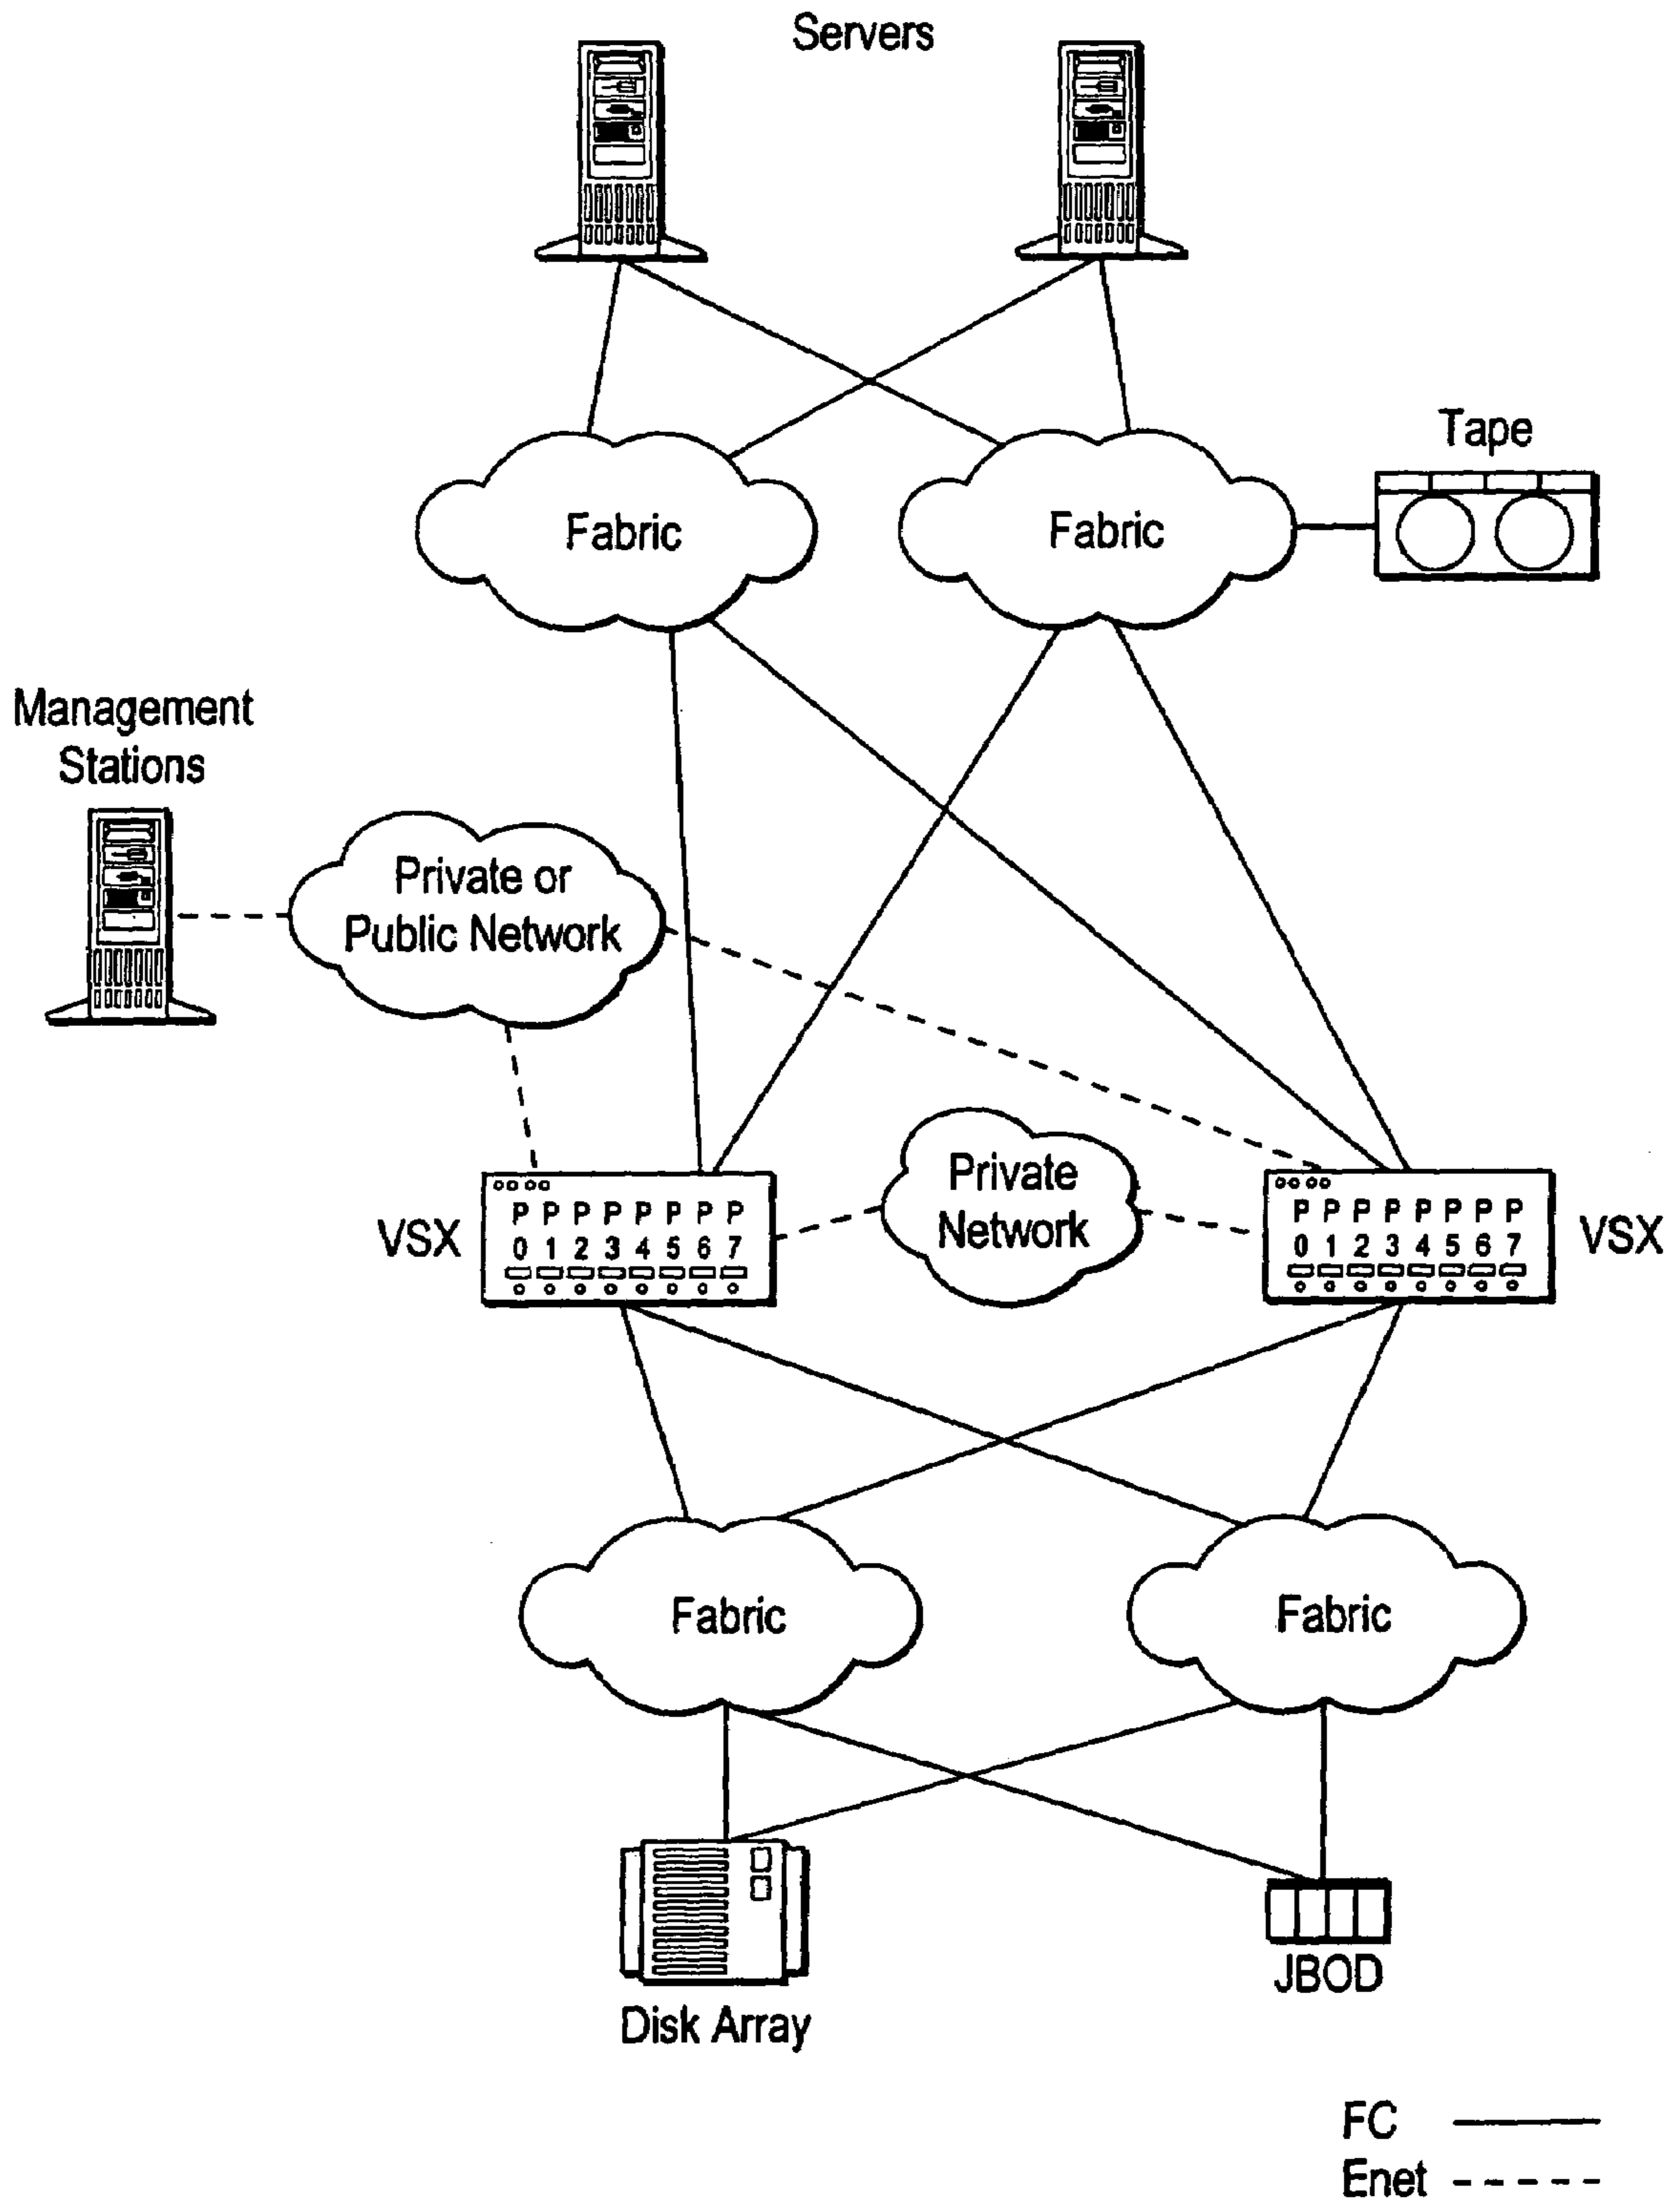 Servers
Tape
Fabric
Fabric
Management
Stations
Private or
Public Network
Private
Network
VSX
P P P P P P P P
0 1 2 3 4 5 6 7
P P P P P P P P
0 1 2 3 4 5 6 7
VSX
Fabric
Fabric
JBOD
Disk Array
FC
Enet